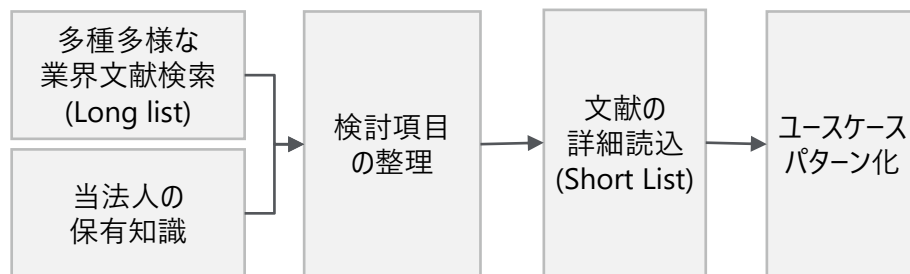 多種多様な
業界文献検索
(Long list)
当法人の
保有知識
検討項目
の整理
文献の
詳細読込
(Short List)
ユースケース
パターン化